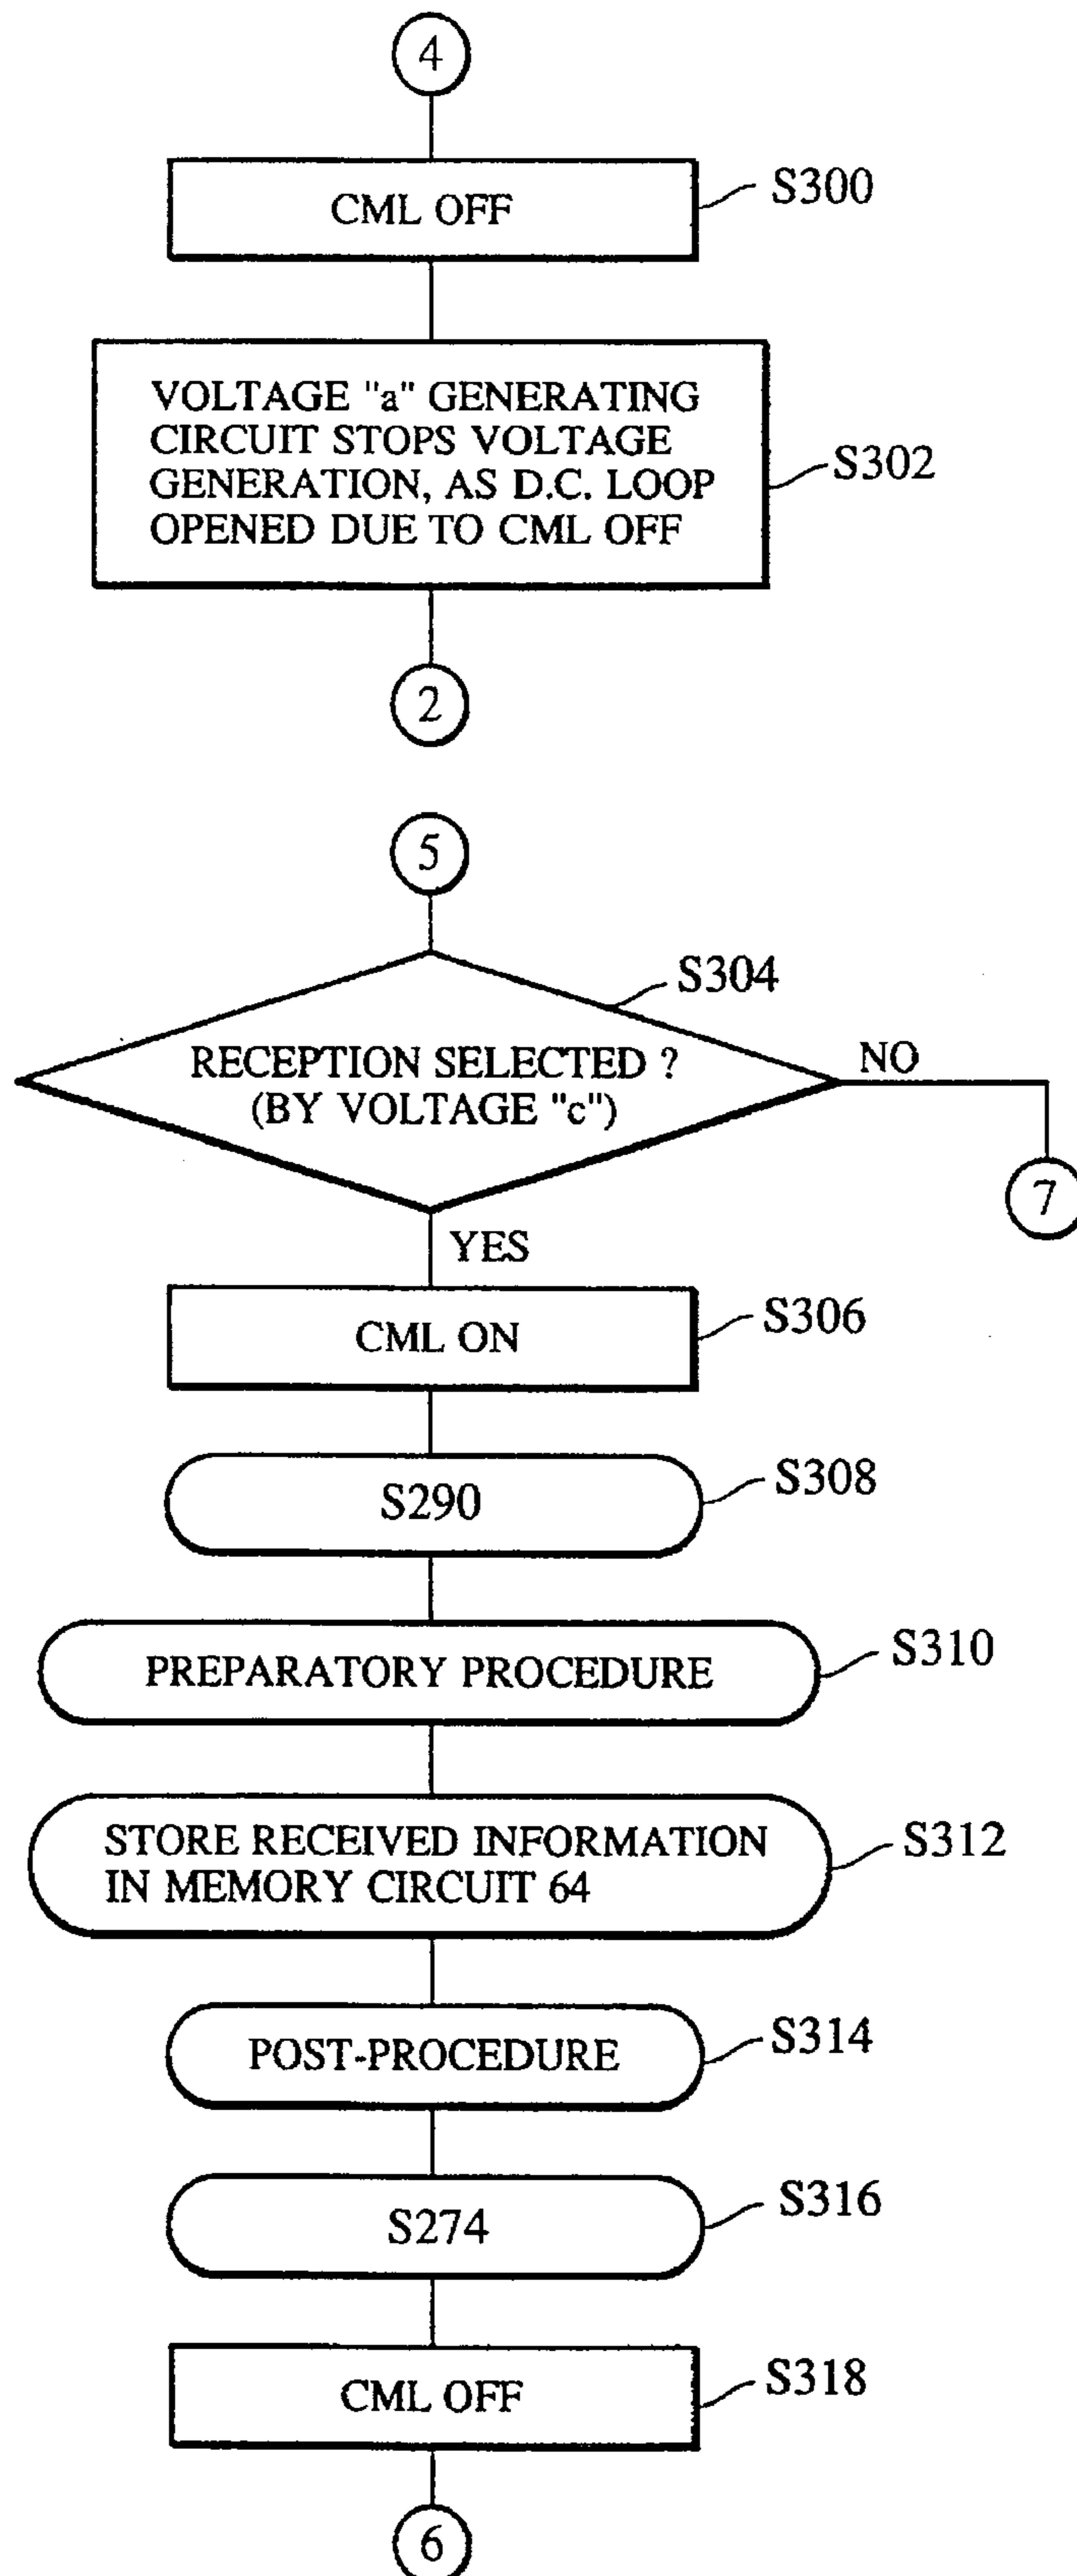 4
CML OFF
S300
VOLTAGE "a" GENERATING
CIRCUIT STOPS VOLTAGE
GENERATION, AS D.C. LOOP
OPENED DUE TO CML OFF
S302
2
5
S304
RECEPTION SELECTED ?
(BY VOLTAGE "c")
NO
7
YES
CML ON
S306
S290
S308
PREPARATORY PROCEDURE
S310
STORE RECEIVED INFORMATION
IN MEMORY CIRCUIT 64
S312
POST-PROCEDURE
S314
S274
S316
CML OFF
S318
6